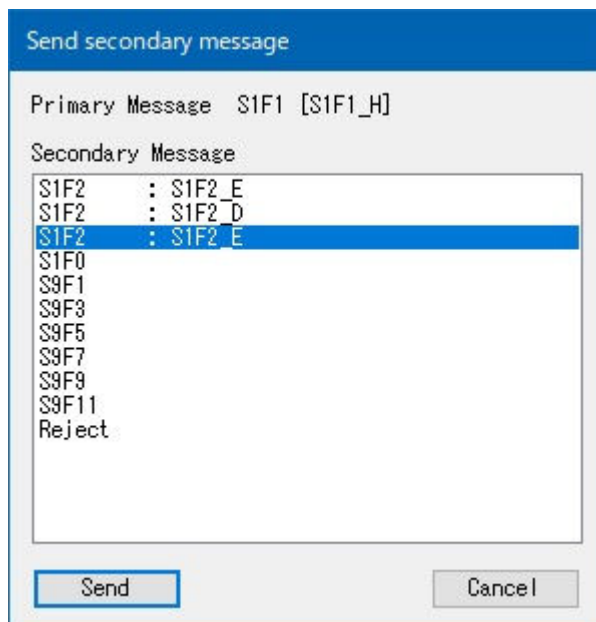 Send secondary message
Primary Message S1F1 [S1F1_H]
Secondary Message
S1F2 : S1F2_E
S1F2 : S1F2_D
S1F2 : S1F2_E
S1F0
S9F1
S9F3
S9F5
S9F7
S9F9
S9F11
Reject
Send Cancel